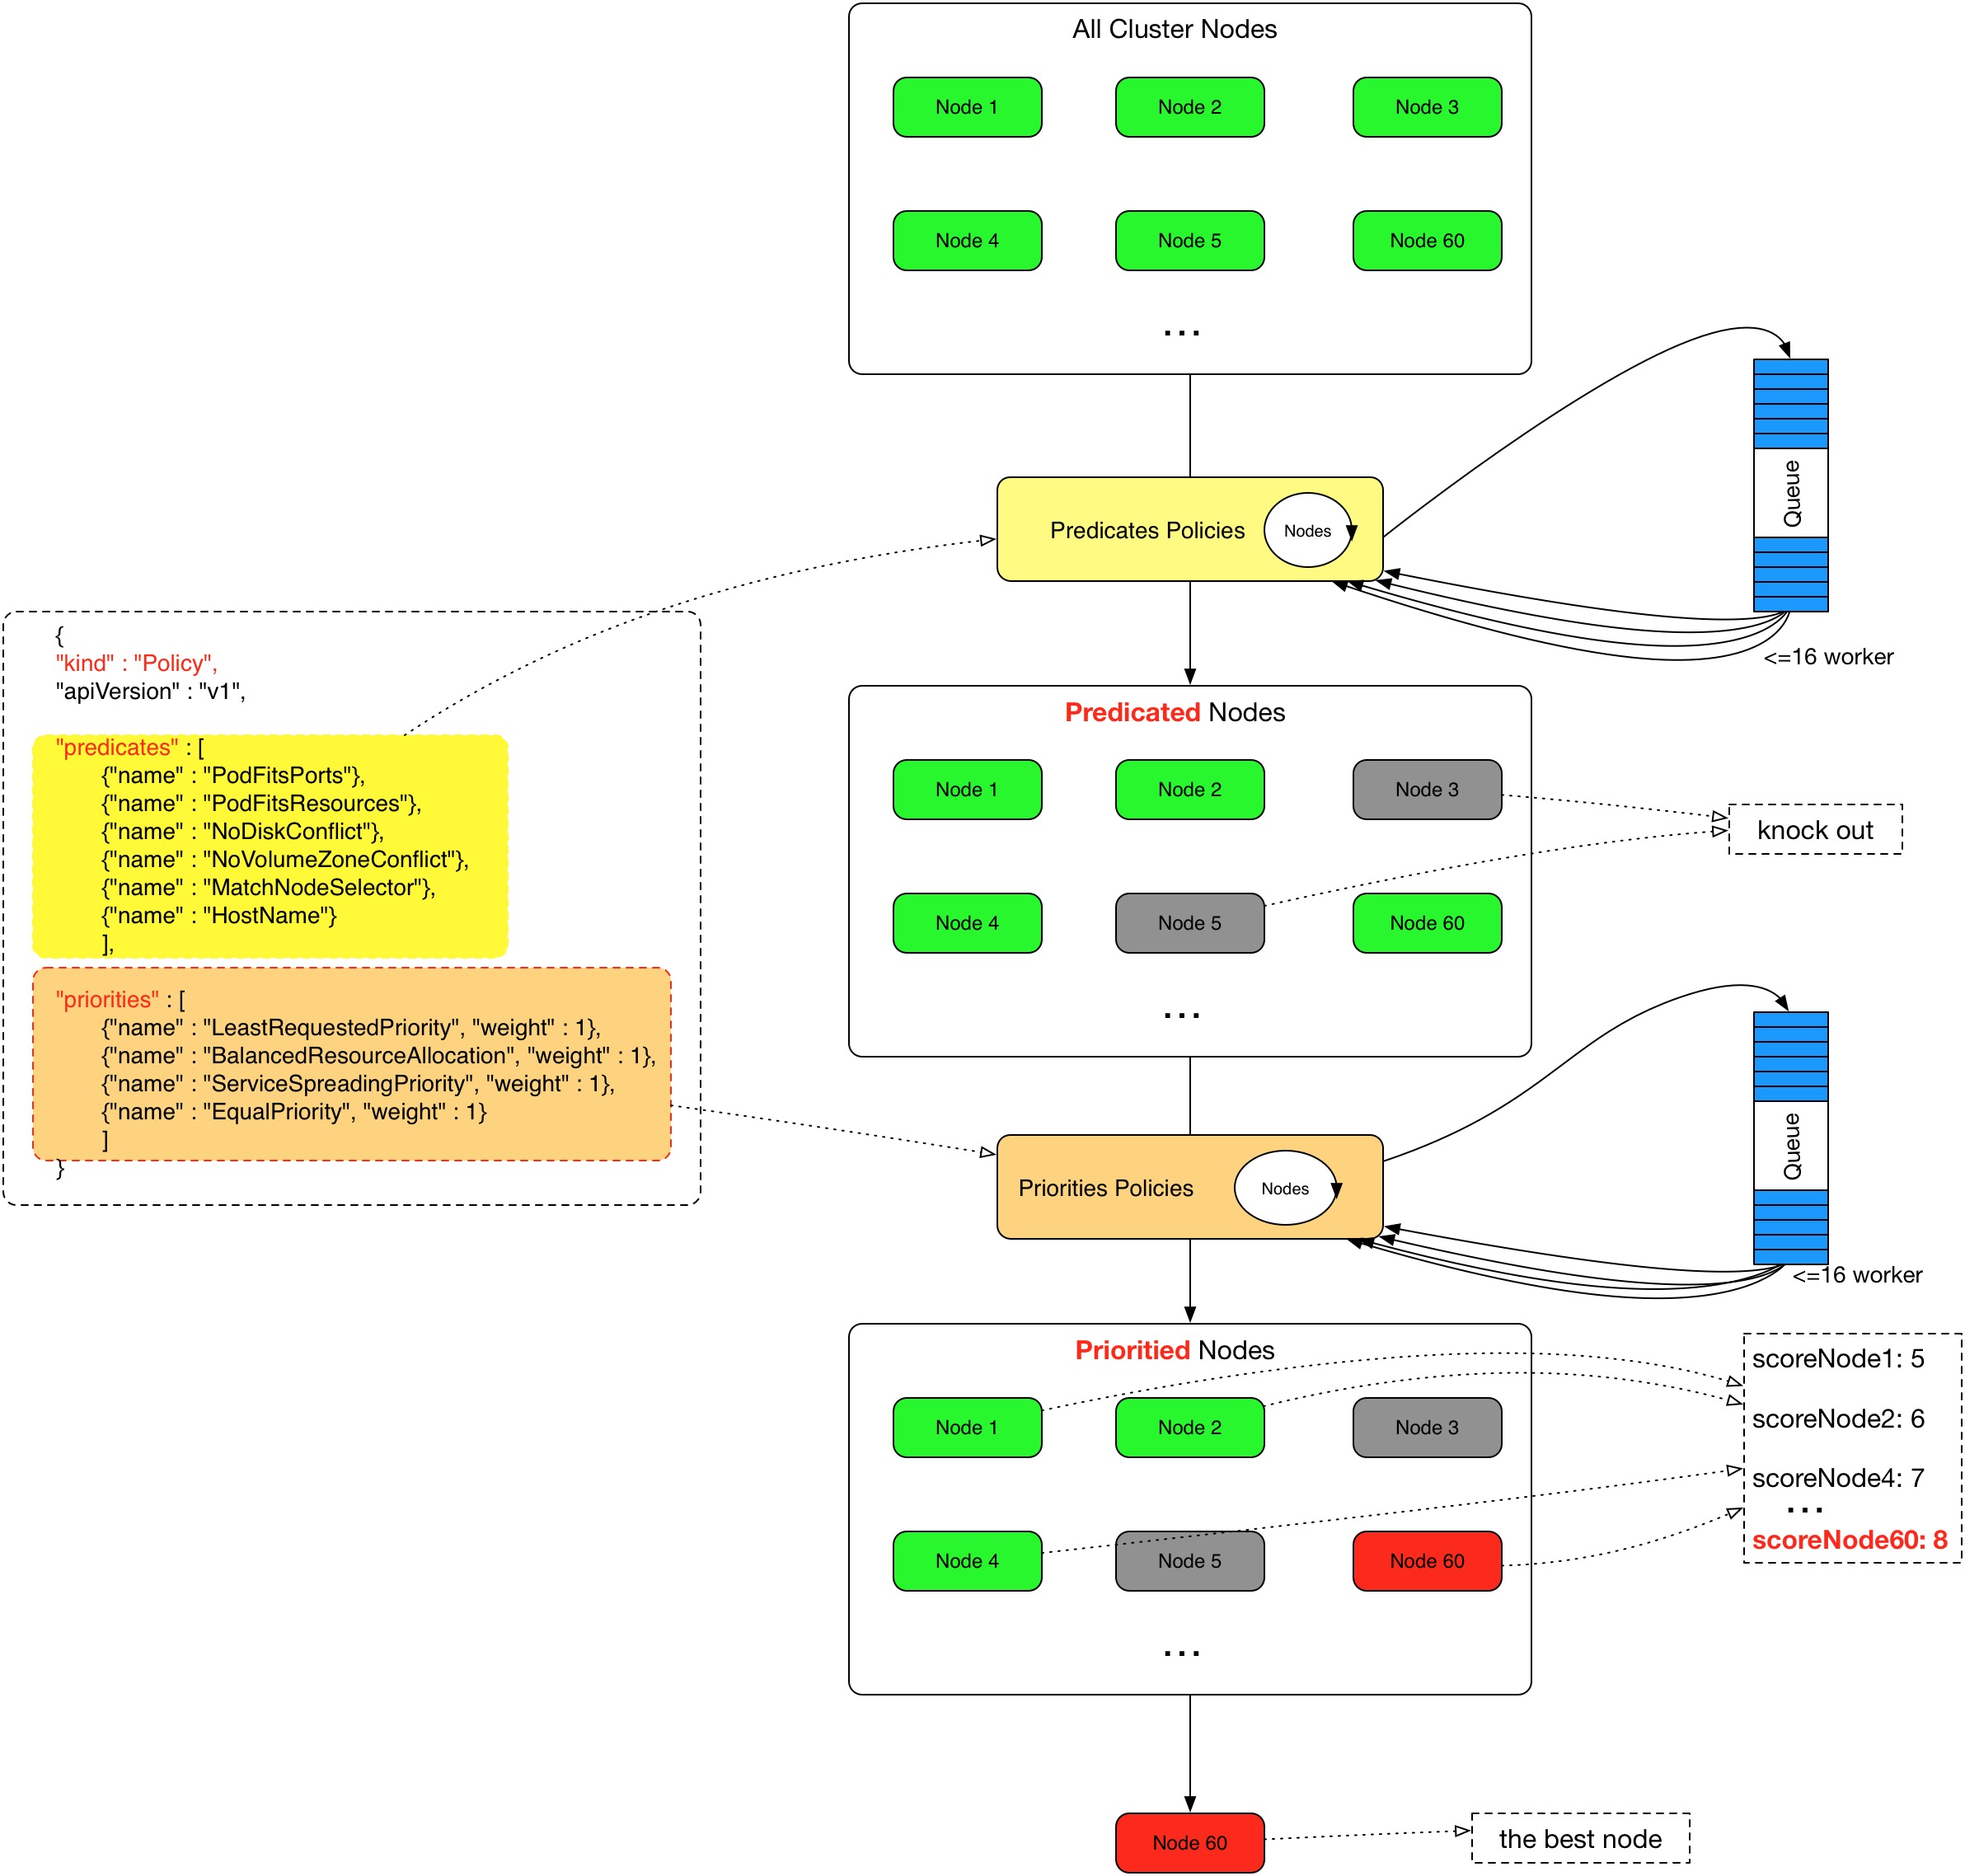 All Cluster Nodes
Node 1
Node 2
Node 3
Node 4
Node 5
Node 60
...
Predicates Policies
Nodes
Queue
<=16 worker
{
"kind" : "Policy",
"apiVersion" : "v1",
"predicates" : [
{"name" : "PodFitsPorts"},
{"name" : "PodFitsResources"},
{"name" : "NoDiskConflict"},
{"name" : "NoVolumeZoneConflict"},
{"name" : "MatchNodeSelector"},
{"name" : "HostName"}
],
"priorities" : [
{"name" : "LeastRequestedPriority", "weight" : 1},
{"name" : "BalancedResourceAllocation", "weight" : 1},
{"name" : "ServiceSpreadingPriority", "weight" : 1},
{"name" : "EqualPriority", "weight" : 1}
]
}
Predicated Nodes
Node 1
Node 2
Node 3
Node 4
Node 5
Node 60
...
knock out
Priorities Policies
Nodes
Queue
<=16 worker
Prioritied Nodes
Node 1
Node 2
Node 3
Node 4
Node 5
Node 60
...
scoreNode1: 5
scoreNode2: 6
scoreNode4: 7
...
scoreNode60: 8
Node 60
the best node